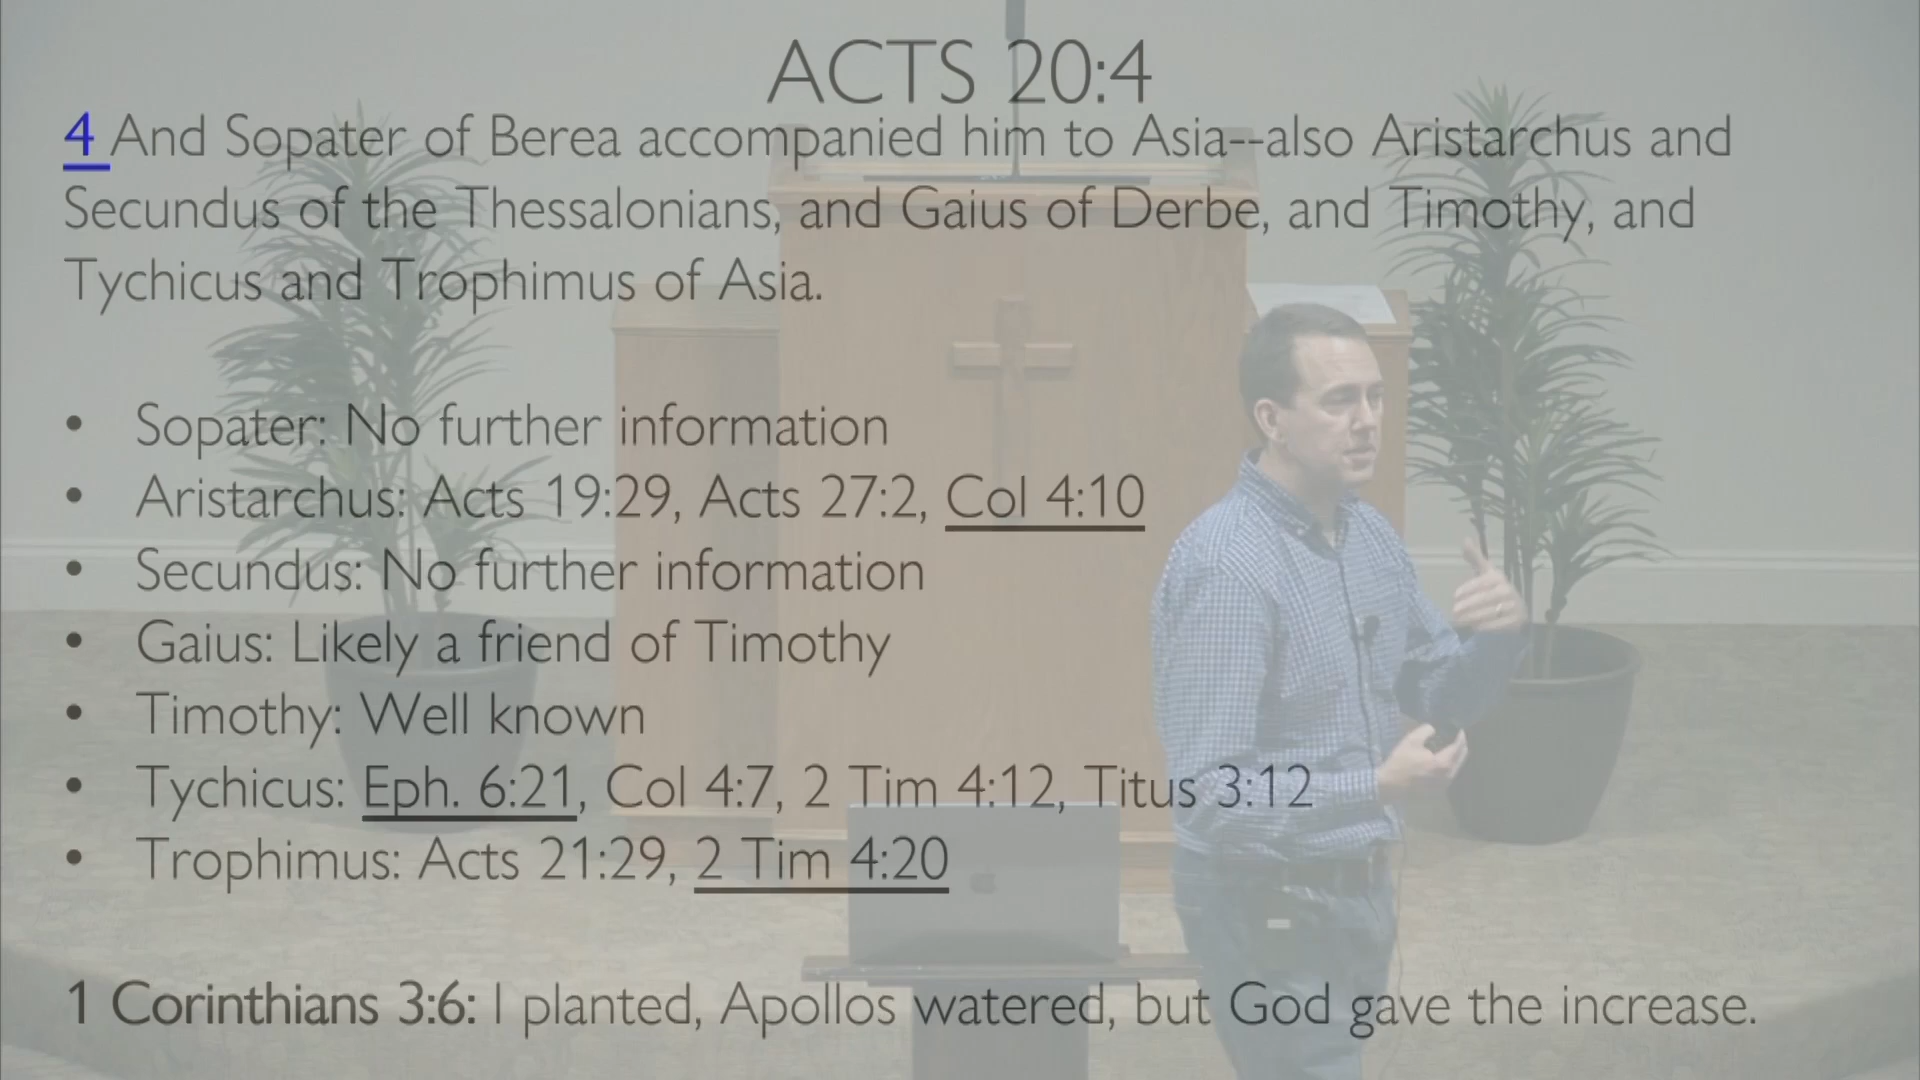 ACTS 20:4
4 And Sopater of Berea accompanied him to Asia--also Aristarchus and
Secundus of the Thessalonians, and Gaius of Derbe, and Timothy, and
Tychicus and Trophimus of Asia.
• Sopater: No further information
• Aristarchus: Acts 19:29, Acts 27:2, Col 4:10
• Secundus: No further information
• Gaius: Likely a friend of Timothy
• Timothy: Well known
• Tychicus: Eph. 6:21, Col 4:7, 2 Tim 4:12, Titus 3:12
• Trophimus: Acts 21:29, 2 Tim 4:20
1 Corinthians 3:6: I planted, Apollos watered, but God gave the increase.